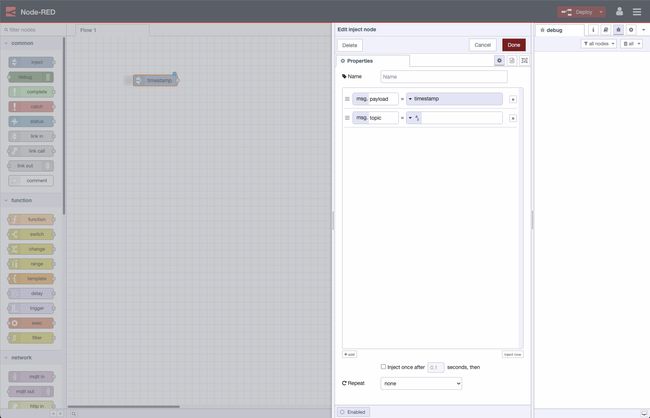 Node-RED
Deploy
filter nodes
Flow 1
common
inject
debug
complete
catch
status
link in
link call
link out
comment
function
function
switch
change
range
template
delay
trigger
exec
filter
network
mqtt in
mqtt out
http in
timestamp
Edit inject node
Delete
Cancel
Done
Properties
Name
Name
msg. payload = timestamp
msg. topic =
add
inject now
Inject once after 0.1 seconds, then
Repeat
none
Enabled
debug
all nodes
all